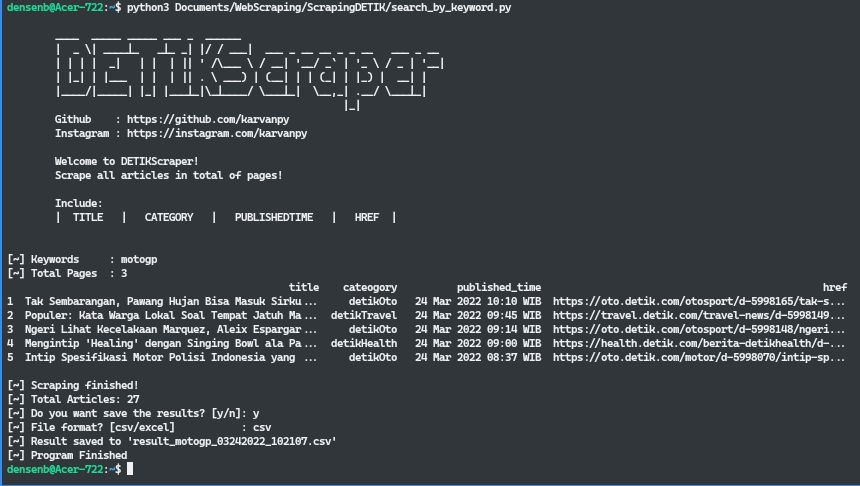 densenb@Acer-722:~$ python3 Documents/WebScraping/ScrapingDETIK/search_by_keyword.py
DETIKScraper
Github    : https://github.com/karvanpy
Instagram : https://instagram.com/karvanpy
Welcome to DETIKScraper!
Scrape all articles in total of pages!
Include:
|  TITLE   |   CATEGORY   |   PUBLISHEDTIME   |   HREF  |
[~] Keywords     : motogp
[~] Total Pages  : 3
title    cateogory          published_time                                               href
1  Tak Sembarangan, Pawang Hujan Bisa Masuk Sirku...     detikOto   24 Mar 2022 10:10 WIB  https://oto.detik.com/otosport/d-5998165/tak-s...
2  Populer: Kata Warga Lokal Soal Tempat Jatuh Ma...  detikTravel   24 Mar 2022 09:45 WIB  https://travel.detik.com/travel-news/d-5998149...
3  Ngeri Lihat Kecelakaan Marquez, Aleix Espargar...     detikOto   24 Mar 2022 09:14 WIB  https://oto.detik.com/otosport/d-5998148/ngeri...
4  Mengintip 'Healing' dengan Singing Bowl ala Pa...  detikHealth   24 Mar 2022 09:00 WIB  https://health.detik.com/berita-detikhealth/d-...
5  Intip Spesifikasi Motor Polisi Indonesia yang ...     detikOto   24 Mar 2022 08:37 WIB  https://oto.detik.com/motor/d-5998070/intip-sp...
[~] Scraping finished!
[~] Total Articles: 27
[~] Do you want save the results? [y/n]: y
[~] File format? [csv/excel]           : csv
[~] Result saved to 'result_motogp_03242022_102107.csv'
[~] Program Finished
densenb@Acer-722:~$